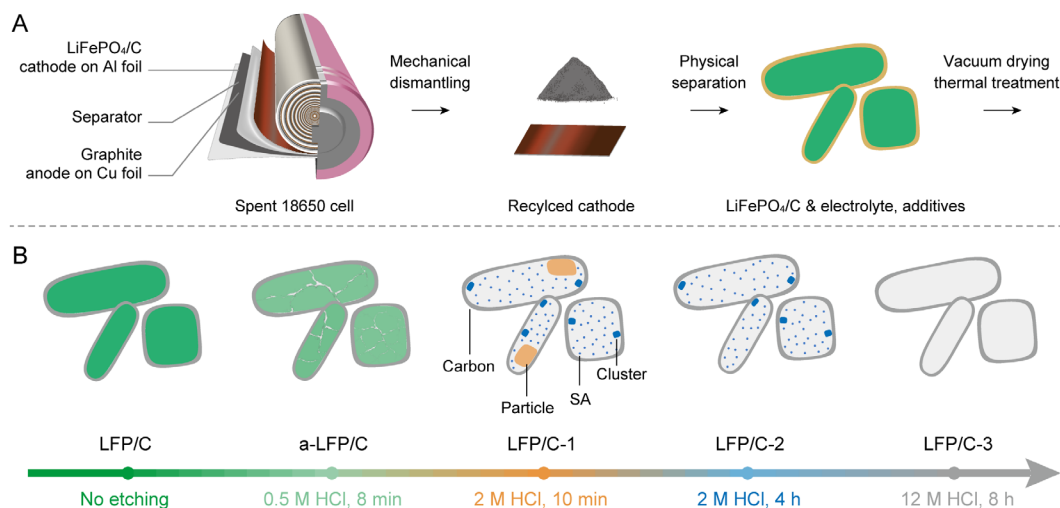 A
LiFePO₄/C
cathode on Al foil
Separator
Graphite
anode on Cu foil
Spent 18650 cell
Mechanical
dismantling
Recylced cathode
Physical
separation
LiFePO₄/C & electrolyte, additives
Vacuum drying
thermal treatment
B
Carbon
Particle
SA
Cluster
LFP/C
a-LFP/C
LFP/C-1
LFP/C-2
LFP/C-3
No etching
0.5 M HCl, 8 min
2 M HCl, 10 min
2 M HCl, 4 h
12 M HCl, 8 h